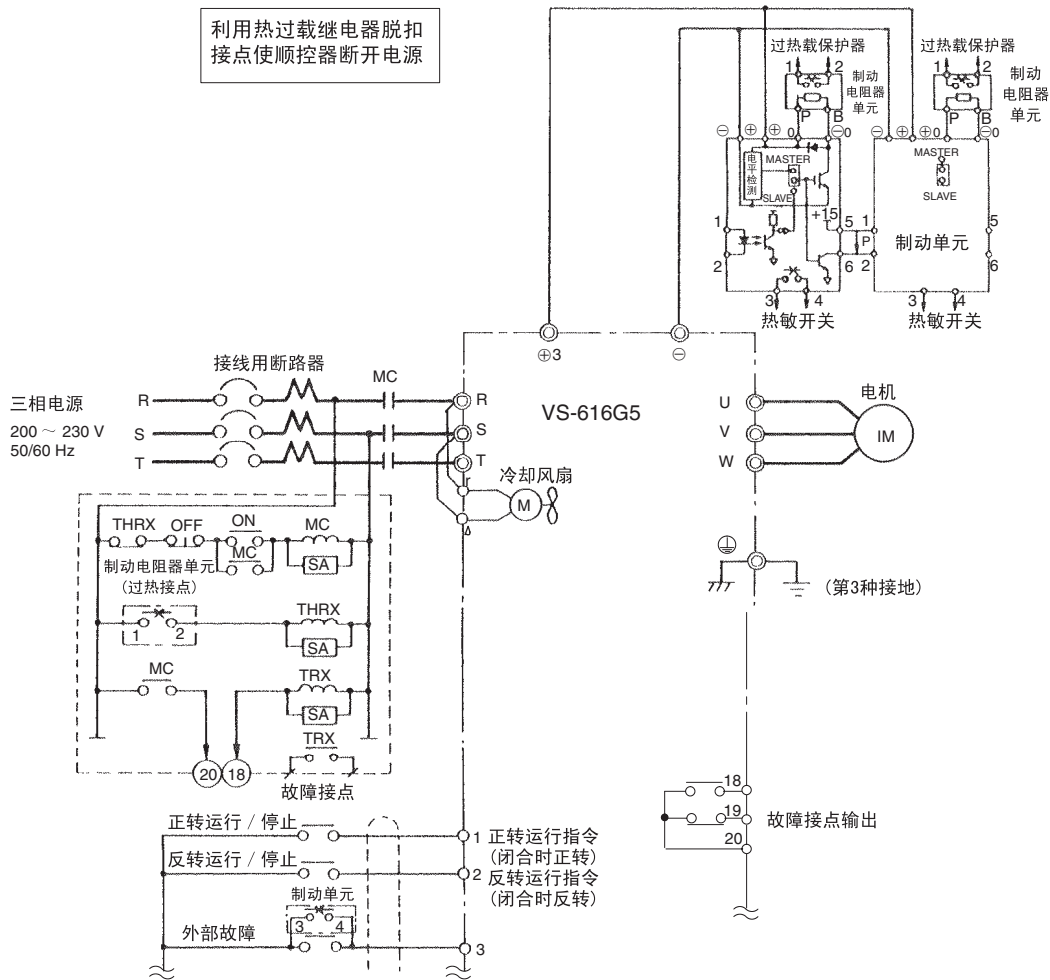 利用热过载继电器脱扣
接点使顺控器断开电源
过热载保护器
1 2
制动
电阻器
单元
P B
⊖ ⊕ ⊕ 0 ⊖0
电平检测
MASTER
SLAVE
+15
1
2
5
6
3 4
热敏开关
过热载保护器
1 2
制动
电阻器
单元
P B
⊖ ⊕ ⊕0 ⊖0
MASTER
SLAVE
1
P
2
制动单元
5
6
3 4
热敏开关
⊕3
⊖
接线用断路器
MC
三相电源
200 ～ 230 V
50/60 Hz
R
S
T
R
S
T
r
VS-616G5
U
V
W
电机
IM
冷却风扇
M
THRX OFF ON MC
MC
SA
制动电阻器单元
(过热接点)
1 2
THRX
SA
MC
TRX
SA
TRX
20 18
故障接点
(第3种接地)
18
19
20
故障接点输出
正转运行 / 停止
1 正转运行指令
(闭合时正转)
反转运行 / 停止
2 反转运行指令
(闭合时反转)
制动单元
3 4
外部故障
3